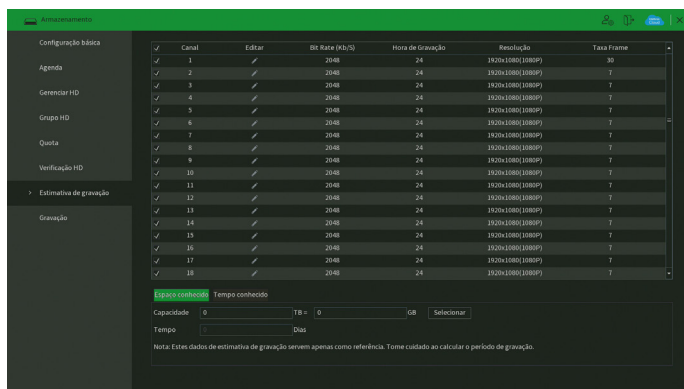 Armazenamento
Configuração básica
Agenda
Gerenciar HD
Grupo HD
Quota
Verificação HD
> Estimativa de gravação
Gravação
Canal Editar Bit Rate (Kb/S) Hora de Gravação Resolução Taxa Frame
1 2048 24 1920x1080(1080P) 30
2 2048 24 1920x1080(1080P) 7
3 2048 24 1920x1080(1080P) 7
4 2048 24 1920x1080(1080P) 7
5 2048 24 1920x1080(1080P) 7
6 2048 24 1920x1080(1080P) 7
7 2048 24 1920x1080(1080P) 7
8 2048 24 1920x1080(1080P) 7
9 2048 24 1920x1080(1080P) 7
10 2048 24 1920x1080(1080P) 7
11 2048 24 1920x1080(1080P) 7
12 2048 24 1920x1080(1080P) 7
13 2048 24 1920x1080(1080P) 7
14 2048 24 1920x1080(1080P) 7
15 2048 24 1920x1080(1080P) 7
16 2048 24 1920x1080(1080P) 7
17 2048 24 1920x1080(1080P) 7
18 2048 24 1920x1080(1080P) 7
Espaço conhecido Tempo conhecido
Capacidade 0 TB = 0 GB Selecionar
Tempo 0 Dias
Nota: Estes dados de estimativa de gravação servem apenas como referência. Tome cuidado ao calcular o período de gravação.